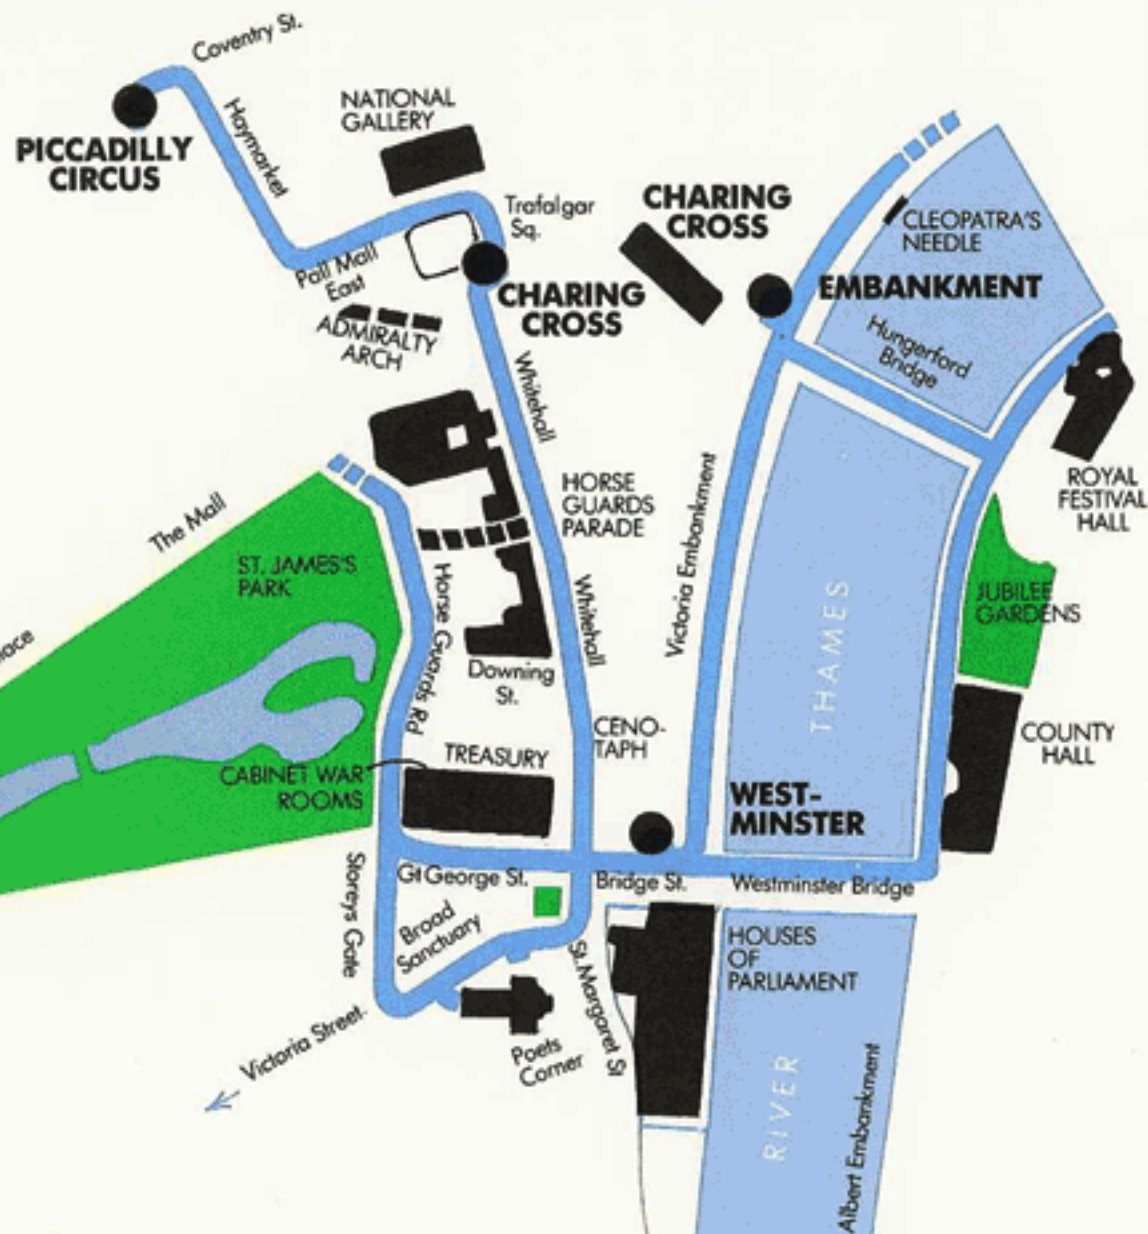 Coventry St.
Haymarket
NATIONAL
GALLERY
PICCADILLY
CIRCUS
Trafalgar
Sq.
CHARING
CROSS
CLEOPATRA'S
NEEDLE
EMBANKMENT
Pall Mall
East
CHARING
CROSS
ADMIRALTY
ARCH
Hungerford
Bridge
Whitehall
ROYAL
FESTIVAL
HALL
HORSE
GUARDS
PARADE
The Mall
Victoria Embankment
ST. JAMES'S
PARK
Horse Guards Rd
Whitehall
JUBILEE
GARDENS
THAMES
Downing
St.
CENO-
TAPH
COUNTY
HALL
TREASURY
CABINET WAR
ROOMS
WEST-
MINSTER
Storeys Gate
Gt George St.
Bridge St.
Westminster Bridge
Broad
Sanctuary
St. Margaret St
HOUSES
OF
PARLIAMENT
Victoria Street
Poets
Corner
RIVER
Albert Embankment